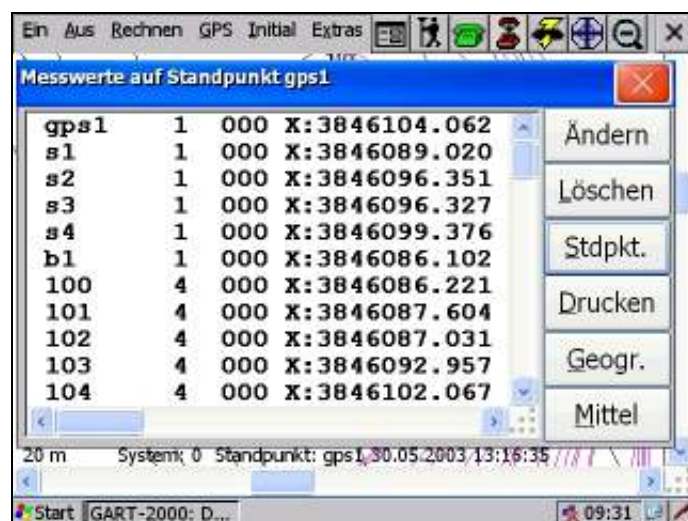 Ein Aus Rechnen GPS Initial Extras
Messwerte auf Standpunkt gps1
gps1 1 000 X:3846104.062
s1 1 000 X:3846089.020
s2 1 000 X:3846096.351
s3 1 000 X:3846096.327
s4 1 000 X:3846099.376
b1 1 000 X:3846086.102
100 4 000 X:3846086.221
101 4 000 X:3846087.604
102 4 000 X:3846087.031
103 4 000 X:3846092.957
104 4 000 X:3846102.067
Ändern
Löschen
Stdpkt.
Drucken
Geogr.
Mittel
20 m System: 0 Standpunkt: gps1, 30.05.2003 /13:16:35
Start GART-2000: D... 09:31